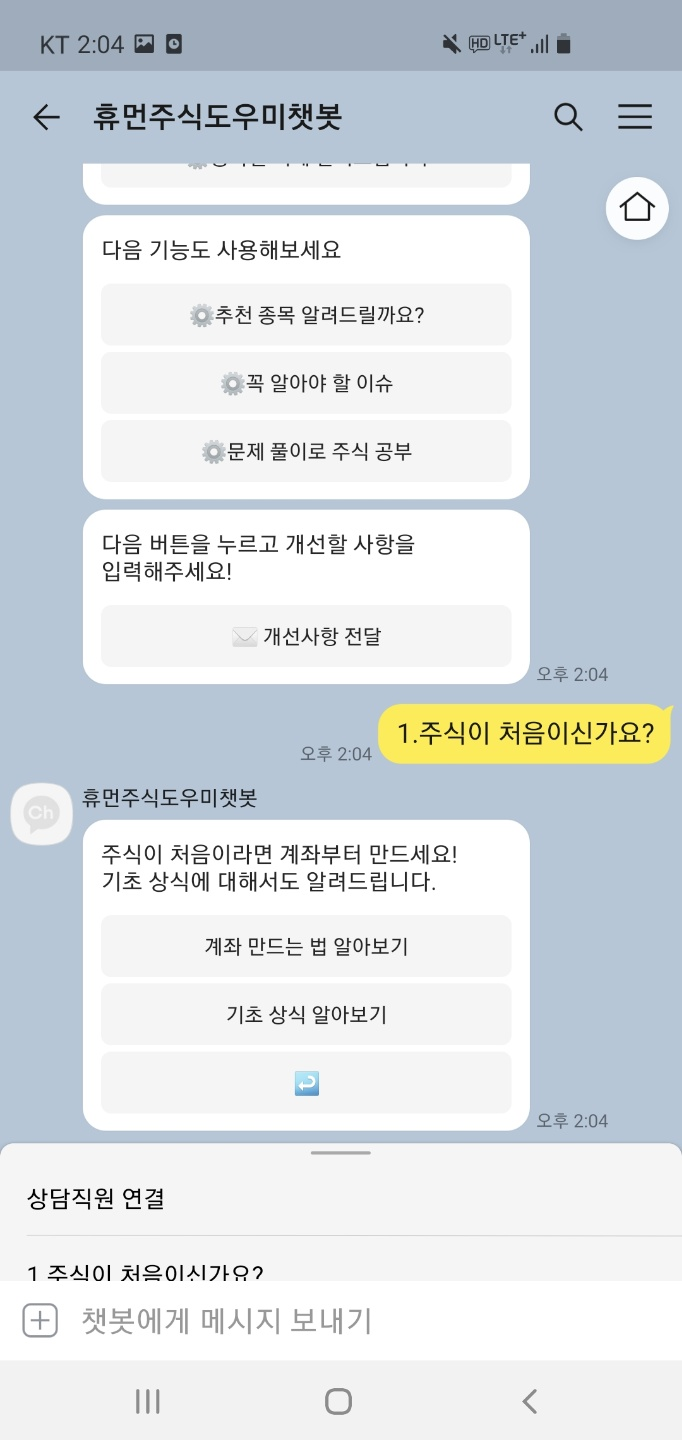 KT 2:04
HD LTE+
휴먼주식도우미챗봇
다음 기능도 사용해보세요
추천 종목 알려드릴까요?
꼭 알아야 할 이슈
문제 풀이로 주식 공부
다음 버튼을 누르고 개선할 사항을
입력해주세요!
개선사항 전달
오후 2:04
1.주식이 처음이신가요?
오후 2:04
휴먼주식도우미챗봇
Ch
주식이 처음이라면 계좌부터 만드세요!
기초 상식에 대해서도 알려드립니다.
계좌 만드는 법 알아보기
기초 상식 알아보기
오후 2:04
상담직원 연결
1.주식이 처음이신가요?
챗봇에게 메시지 보내기